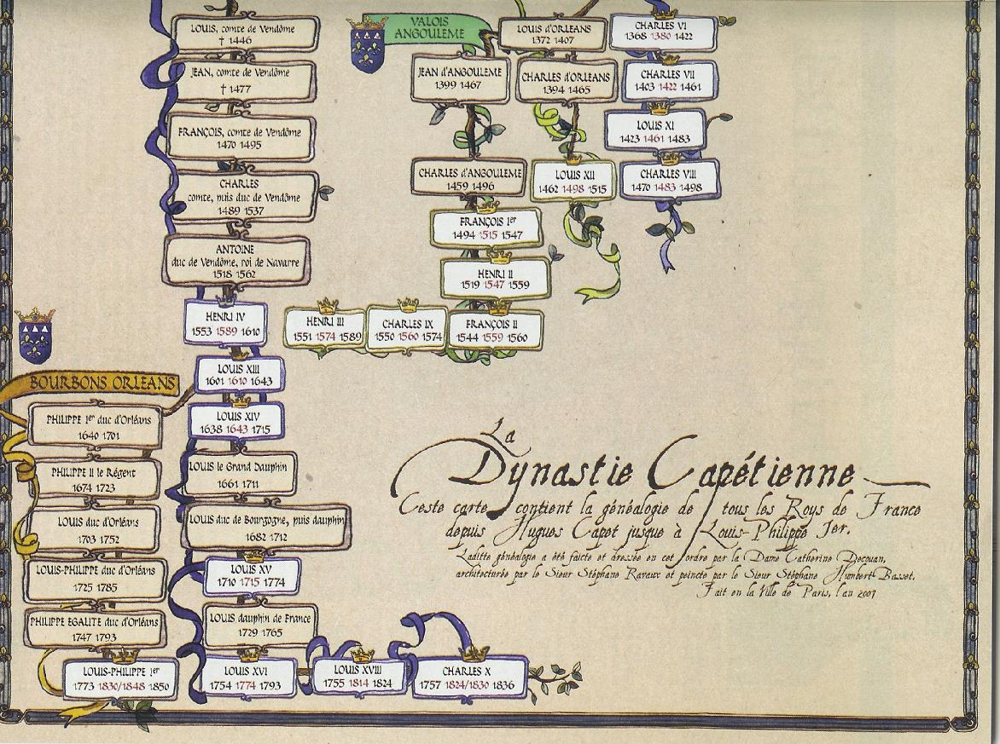 LOUIS, comte de Vendôme
† 1446
JEAN, comte de Vendôme
† 1477
FRANÇOIS, comte de Vendôme
1470 1495
CHARLES
comte, puis duc de Vendôme
1489 1537
ANTOINE
duc de Vendôme, roi de Navarre
1518 1562
HENRI IV
1553 1589 1610
LOUIS XIII
1601 1610 1643
LOUIS XIV
1638 1643 1715
LOUIS le Grand Dauphin
1661 1711
LOUIS duc de Bourgogne, puis dauphin
1682 1712
LOUIS XV
1710 1715 1774
LOUIS dauphin de France
1729 1765
LOUIS XVI
1754 1774 1793
LOUIS XVIII
1755 1814 1824
CHARLES X
1757 1824/1830 1836
VALOIS
ANGOULEME
LOUIS d'ORLEANS
1372 1407
CHARLES VI
1368 1380 1422
JEAN d'ANGOULEME
1399 1467
CHARLES d'ORLEANS
1394 1465
CHARLES VII
1403 1422 1461
LOUIS XI
1423 1461 1483
CHARLES d'ANGOULEME
1459 1496
LOUIS XII
1462 1498 1515
CHARLES VIII
1470 1483 1498
FRANÇOIS 1er
1494 1515 1547
HENRI II
1519 1547 1559
HENRI III
1551 1574 1589
CHARLES IX
1550 1560 1574
FRANÇOIS II
1544 1559 1560
BOURBONS ORLEANS
PHILIPPE 1er duc d'Orléans
1640 1701
PHILIPPE II le Régent
1674 1723
LOUIS duc d'Orléans
1703 1752
LOUIS-PHILIPPE duc d'Orléans
1725 1785
PHILIPPE EGALITE duc d'Orléans
1747 1793
LOUIS-PHILIPPE 1er
1773 1830/1848 1850
La
Dynastie Capétienne
Ceste carte contient la généalogie de tous les Roys de France
depuis Hugues Capet jusque à Louis-Philippe Ier.
Laditte généalogie a été faicte et dressée en cet ordre par la Dame Catherine Decouan,
architecturée par le Sieur Stéphane Ravaux et peincte par le Sieur Stéphane Humbert Basset.
Fait en la Ville de Paris, l'an 2007